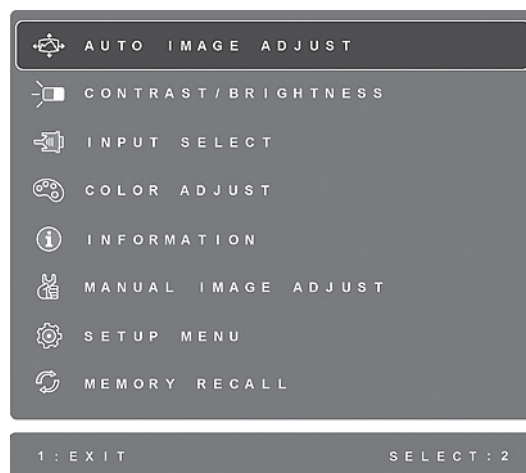 AUTO IMAGE ADJUST
CONTRAST/BRIGHTNESS
INPUT SELECT
COLOR ADJUST
INFORMATION
MANUAL IMAGE ADJUST
SETUP MENU
MEMORY RECALL
1:EXIT SELECT:2